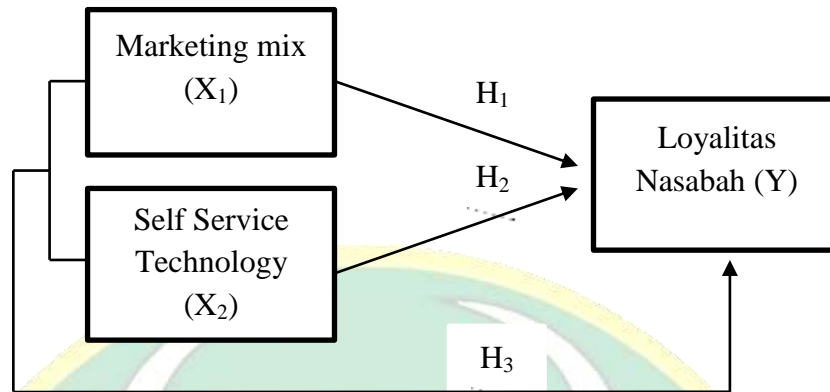 Marketing mix
(X₁)
H₁
Loyalitas
Nasabah (Y)
H₂
Self Service
Technology
(X₂)
H₃